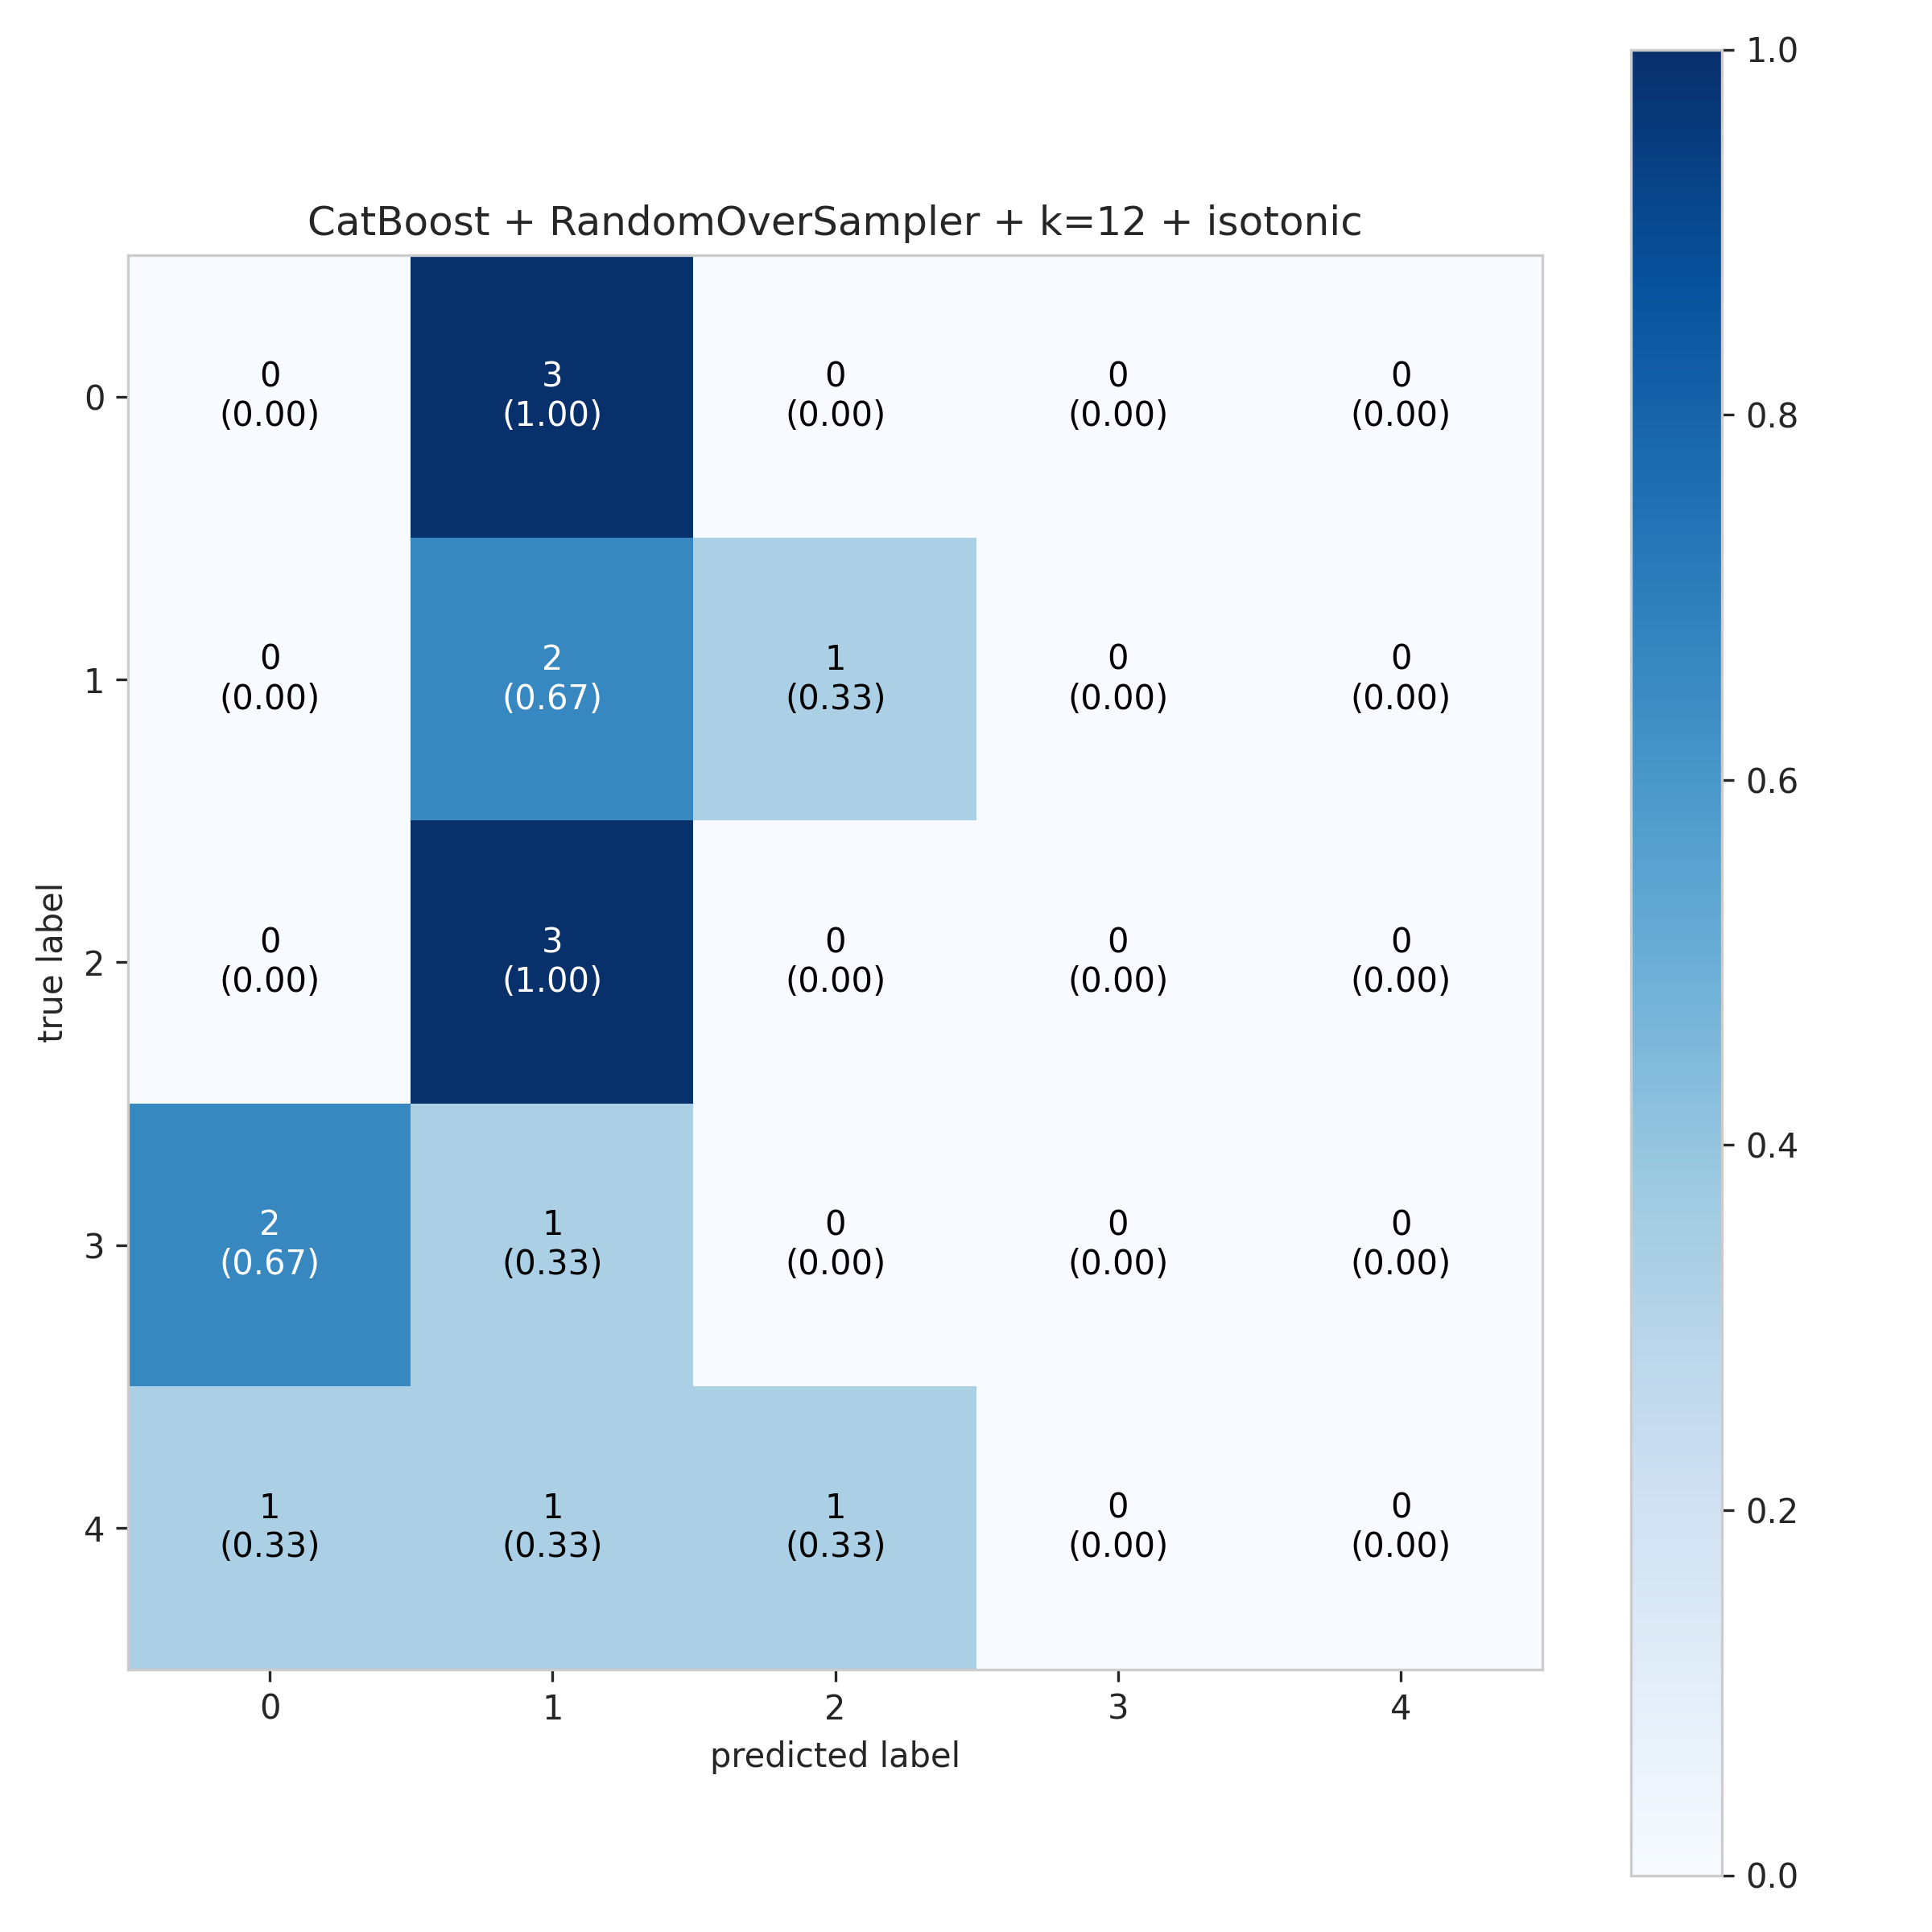 CatBoost + RandomOverSampler + k=12 + isotonic
0 3 0 0 0
0 (0.00) (1.00) (0.00) (0.00) (0.00)
0 2 1 0 0
1 (0.00) (0.67) (0.33) (0.00) (0.00)
0 3 0 0 0
2 (0.00) (1.00) (0.00) (0.00) (0.00)
2 1 0 0 0
3 (0.67) (0.33) (0.00) (0.00) (0.00)
1 1 1 0 0
4 (0.33) (0.33) (0.33) (0.00) (0.00)
0 1 2 3 4
predicted label
true label
1.0
0.8
0.6
0.4
0.2
0.0